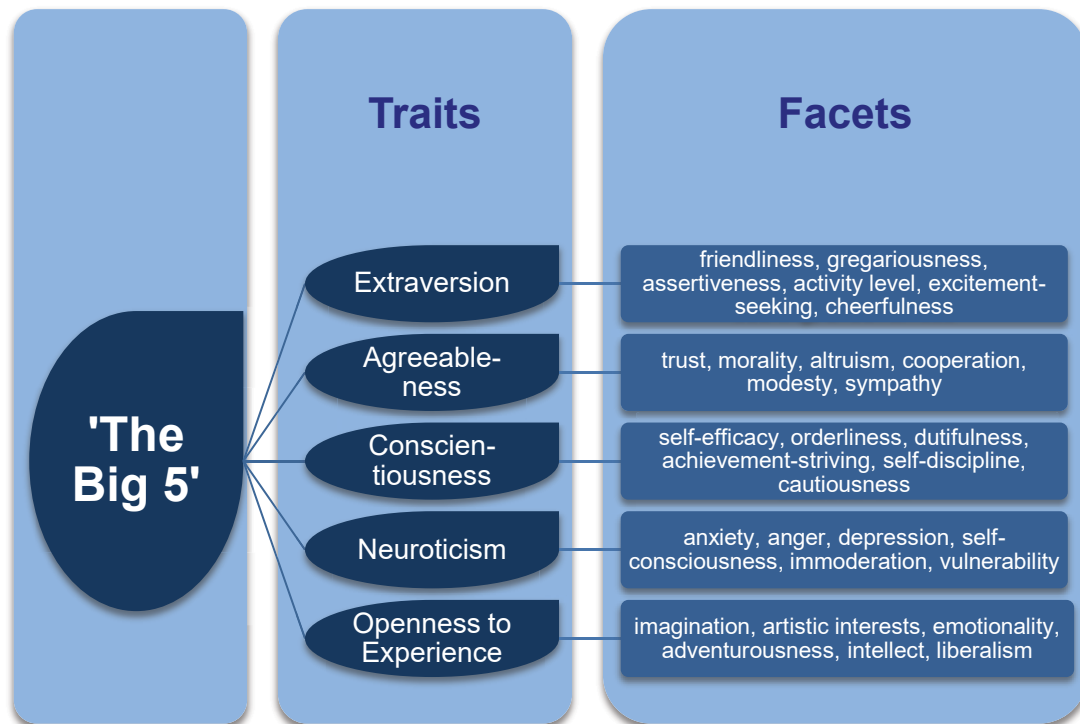 Traits
Facets
'The
Big 5'
Extraversion
friendliness, gregariousness,
assertiveness, activity level, excitement-
seeking, cheerfulness
Agreeable-
ness
trust, morality, altruism, cooperation,
modesty, sympathy
Conscien-
tiousness
self-efficacy, orderliness, dutifulness,
achievement-striving, self-discipline,
cautiousness
Neuroticism
anxiety, anger, depression, self-
consciousness, immoderation, vulnerability
Openness to
Experience
imagination, artistic interests, emotionality,
adventurousness, intellect, liberalism